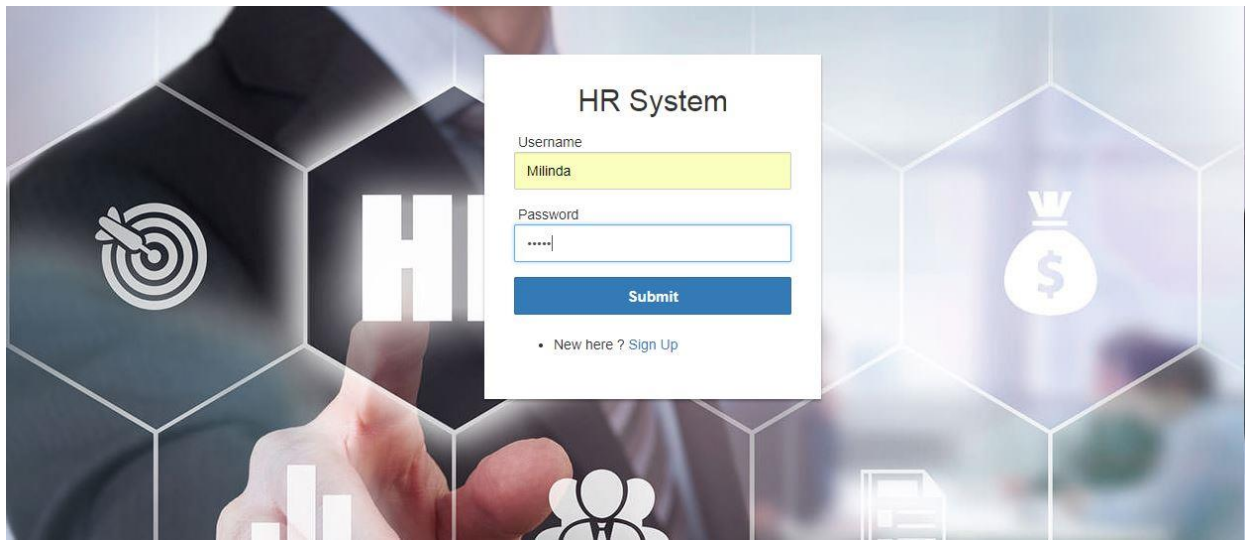 HR System
Username
Milinda
Password
•••••
Submit
• New here ? Sign Up
$